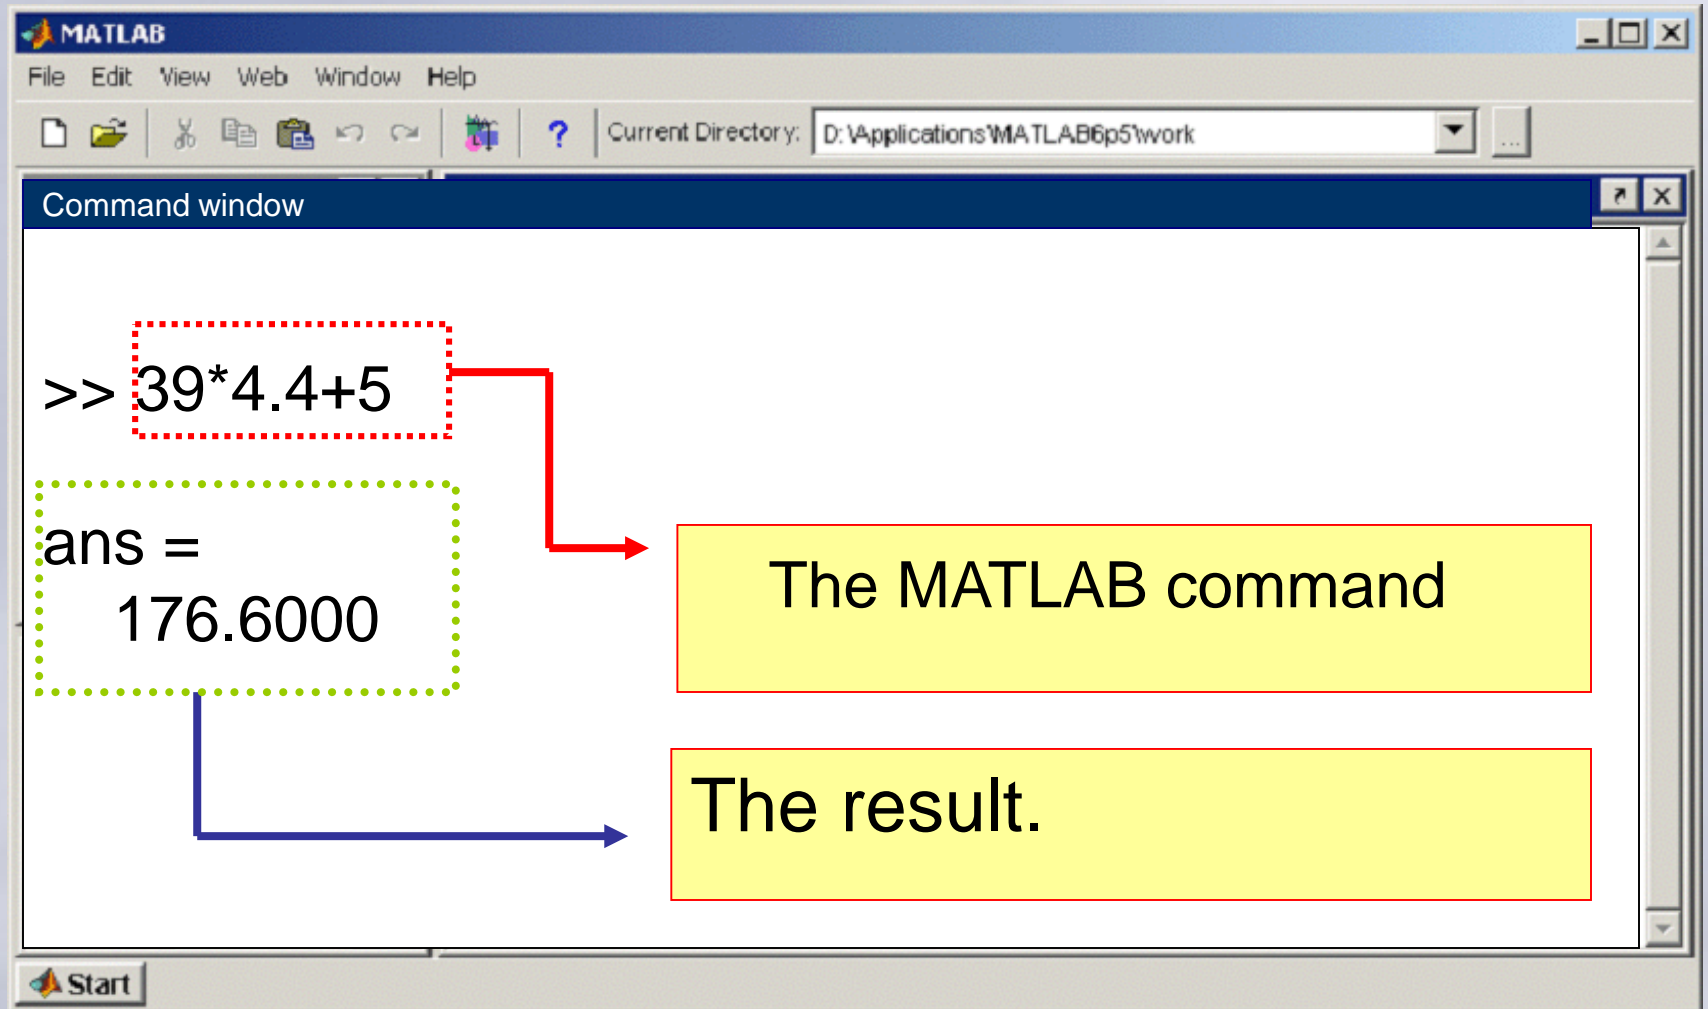 MATLAB
File Edit View Web Window Help
? Current Directory: D:\Applications\MATLAB6p5\work ...
Command window
>> 39*4.4+5
ans =
176.6000
The MATLAB command
The result.
Start